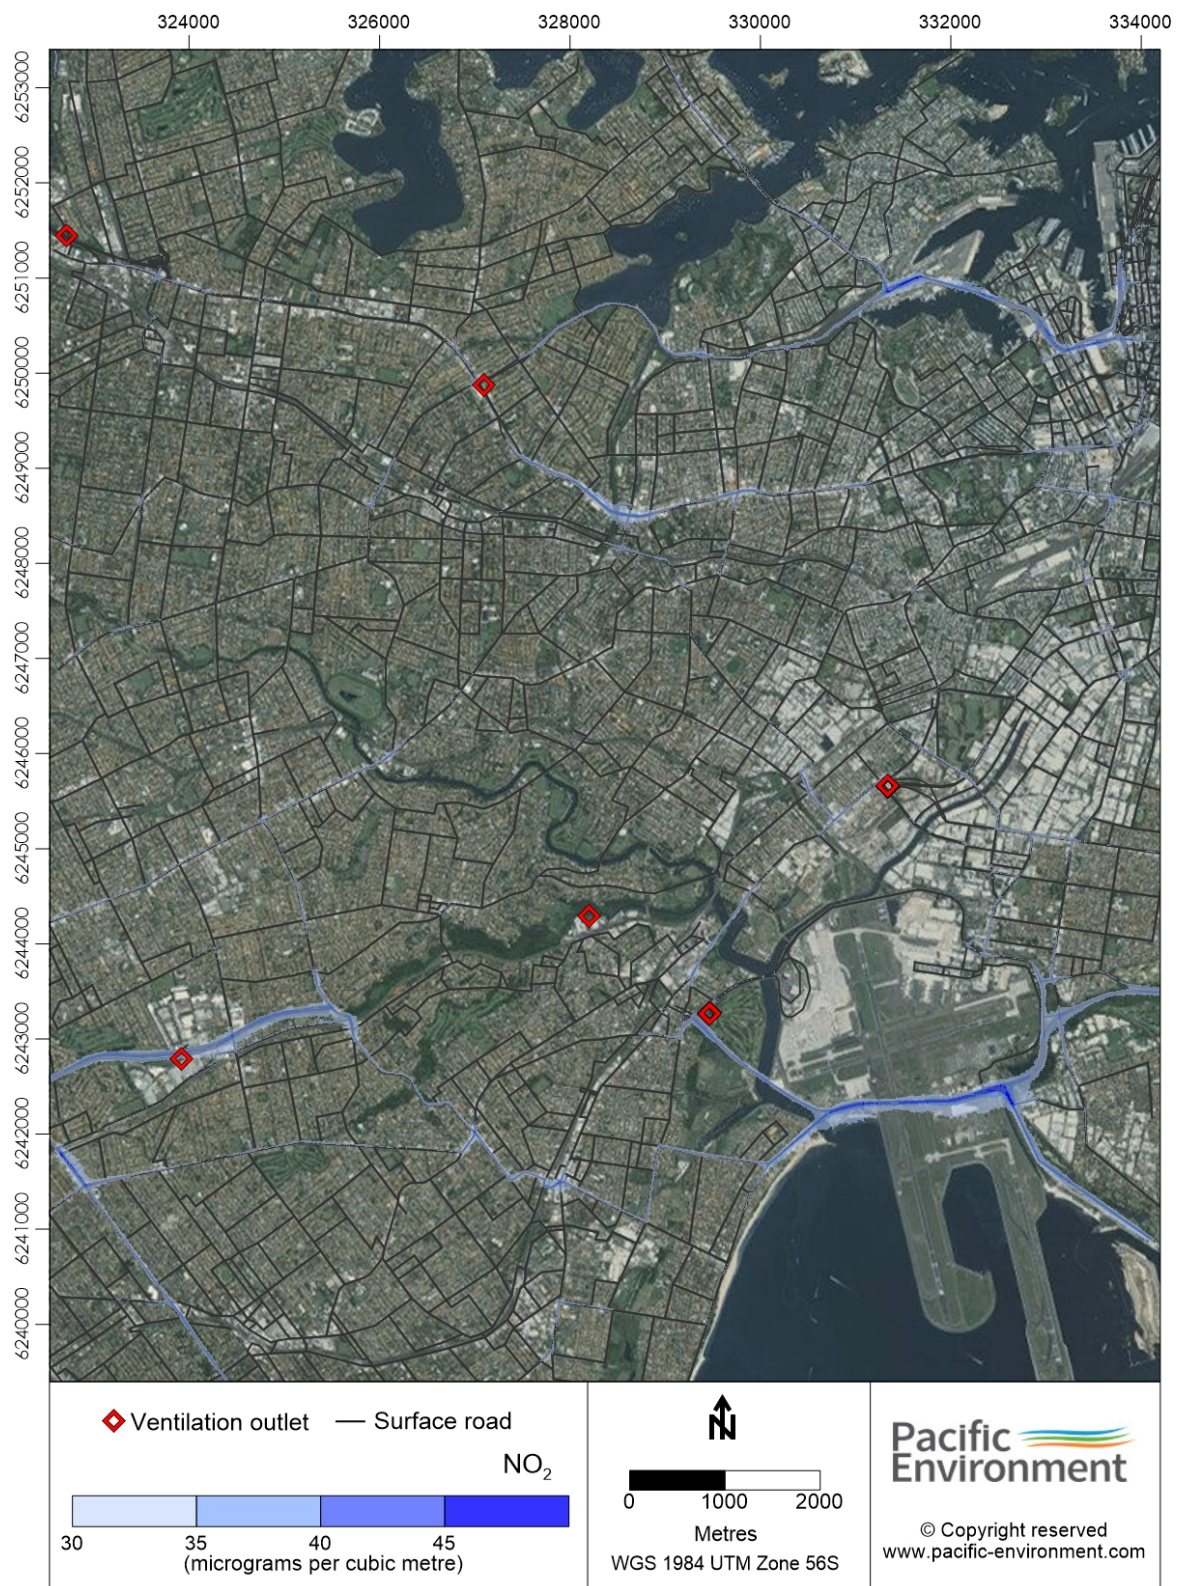 324000 326000 328000 330000 332000 334000
6253000
6252000
6251000
6250000
6249000
6248000
6247000
6246000
6245000
6244000
6243000
6242000
6241000
6240000
Ventilation outlet
Surface road
NO2
30 35 40 45
(micrograms per cubic metre)
N
0 1000 2000
Metres
WGS 1984 UTM Zone 56S
Pacific
Environment
© Copyright reserved
www.pacific-environment.com